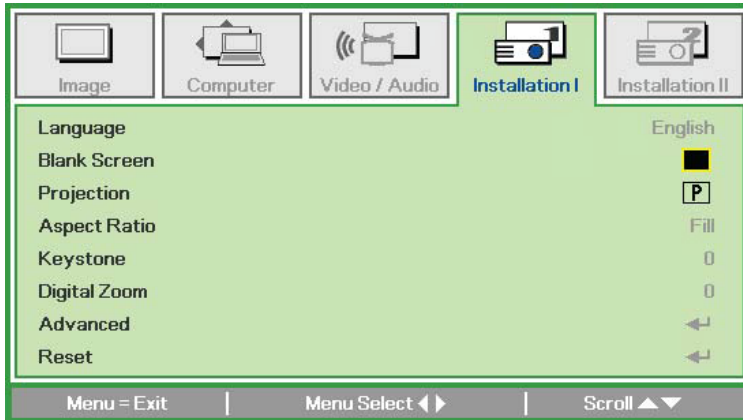 Image Computer Video / Audio Installation I Installation II
Language English
Blank Screen
Projection P
Aspect Ratio Fill
Keystone 0
Digital Zoom 0
Advanced
Reset
Menu = Exit Menu Select Scroll